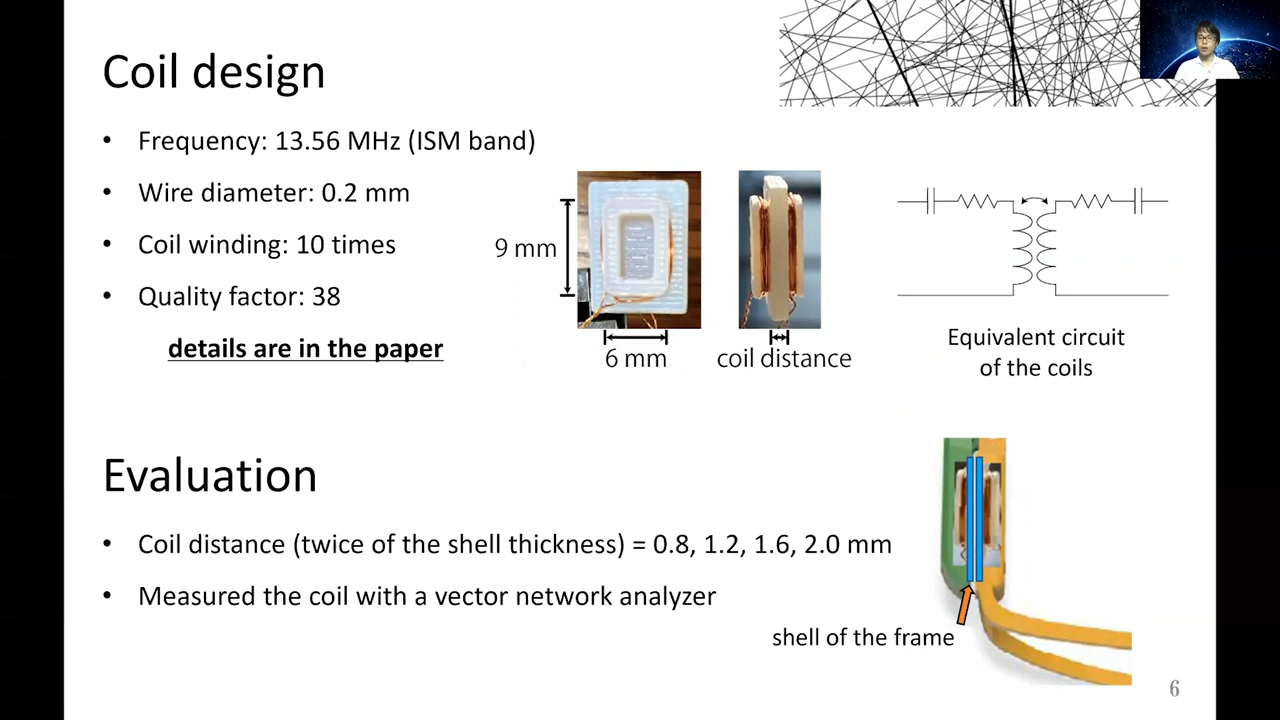 Coil design
• Frequency: 13.56 MHz (ISM band)
• Wire diameter: 0.2 mm
• Coil winding: 10 times
• Quality factor: 38
details are in the paper
9 mm
6 mm
coil distance
Equivalent circuit
of the coils
Evaluation
• Coil distance (twice of the shell thickness) = 0.8, 1.2, 1.6, 2.0 mm
• Measured the coil with a vector network analyzer
shell of the frame
6